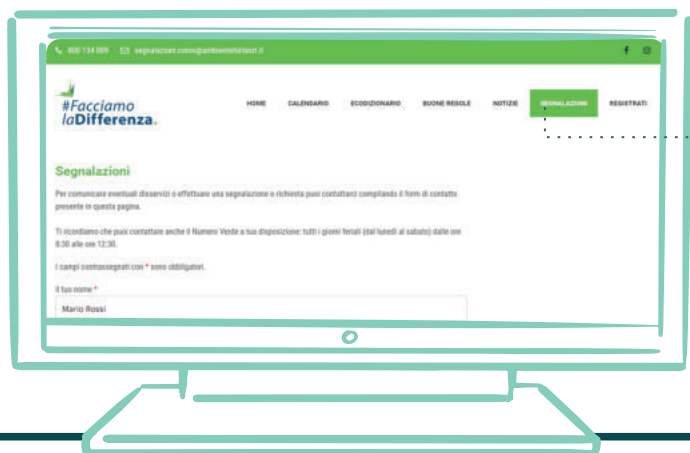 800 134 009 segnalazioni.como@ambienteitaliasrl.it
#Facciamo
laDifferenza.
HOME CALENDARIO ECODIZIONARIO BUONE REGOLE NOTIZIE SEGNALAZIONI REGISTRATI
Segnalazioni
Per comunicare eventuali disservizi o effettuare una segnalazione o richiesta puoi contattarci compilando il form di contatto
presente in questa pagina.
Ti ricordiamo che puoi contattare anche il Numero Verde a tua disposizione: tutti i giorni feriali (dal lunedì al sabato) dalle ore
8:30 alle ore 12:30.
I campi contrassegnati con * sono obbligatori.
Il tuo nome *
Mario Rossi